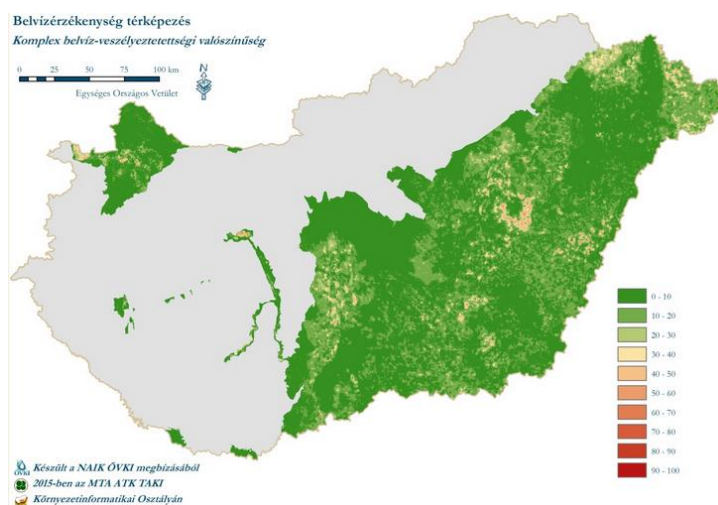 Belvízérzékenység térképezés
Komplex belvíz-veszélyeztetettségi valószínűség
0 25 50 75 100 km
N
Egységes Országos Vetület
0 - 10
10 - 20
20 - 30
30 - 40
40 - 50
50 - 60
60 - 70
70 - 80
80 - 90
90 - 100
ÖVKI Készült a NAIK ÖVKI megbízásából
2015-ben az MTA ATK TAKI
Környezetinformatikai Osztályán